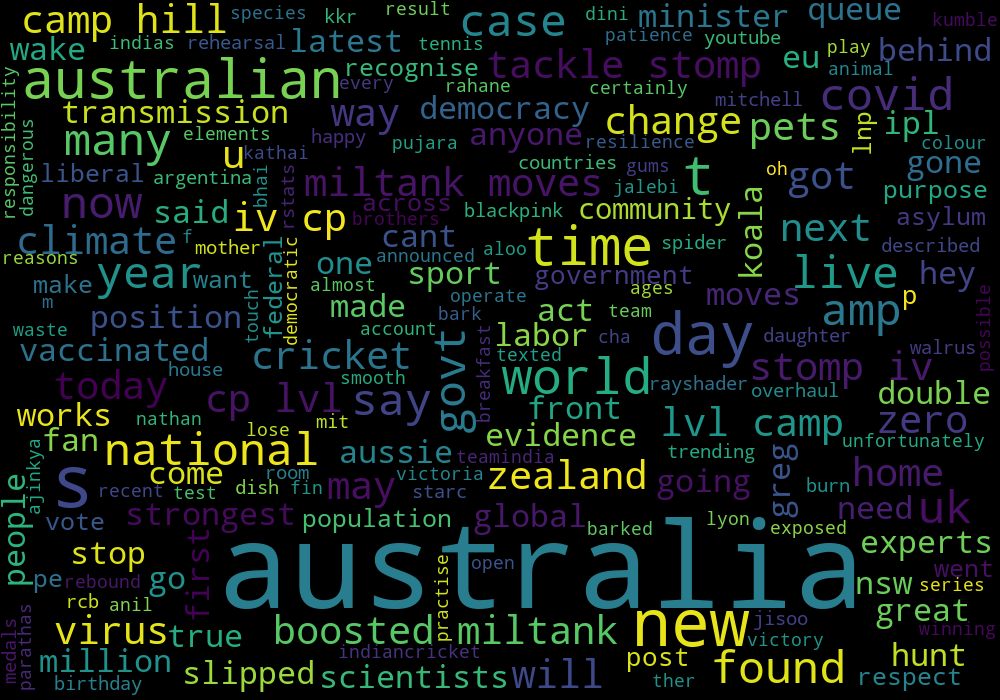 camp hill
species
kkr
result
dini
case
minister
queue
kumble
wake
indias
rehearsal
latest
tennis
patience
youtube
play
behind
australian
recognise
every
tackle stomp
rahane
certainly
eu
animal
covid
responsibility
dangerous
transmission
way
democracy
mitchell
change
pets
lnp
ipl
colour
many
elements
happy
pujara
anyone
resilience
u
kathai
countries
gums
oh
got
gone
liberal
argentina
bhai
rstats
miltank moves
jalebi
t
purpose
now
said
iv
cp
across
brothers
blackpink
community
koala
next
asylum
climate
f
mother
cant
announced
aloo
time
spider
described
reasons
federal
democratic
year
want
one
sport
government
live
hey
make
almost
operate
ages
moves
amp
p
m
made
bark
act
team
possible
waste
position
touch
account
govt
labor
cha
day
daughter
walrus
vaccinated
house
cricket
breakfast
texted
world
rayshader
overhaul
stomp iv
today
smooth
cp lvl
say
front
double
works
nathan
mit
lvl
camp
zero
fan
lose
evidence
unfortunately
national
aussie
teamindia
trending
ajinkya
come
room
victoria
zealand
going
greg
home
s
recent
test
dish
fin
may
starc
burn
people
vote
strongest
population
global
barked
lyon
exposed
need
uk
stop
first
australia
experts
pe
rebound
go
practise
open
nsw
went
series
rcb
anil
great
medals
parathas
virus
true
boosted
miltank
new
jisoo
victory
winning
million
indiancricket
post
found
hunt
birthday
slipped
scientists
will
ther
respect